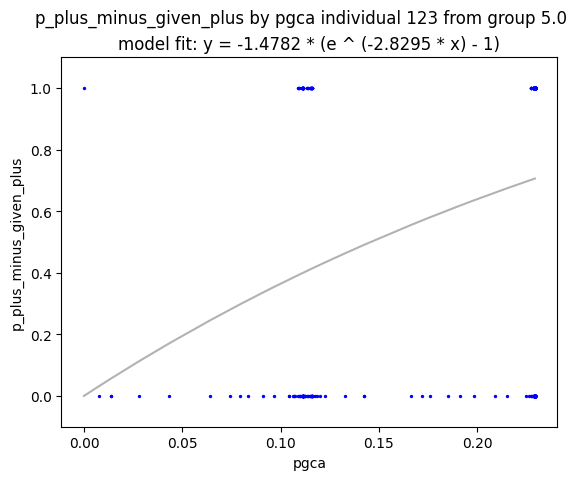 p_plus_minus_given_plus by pgca individual 123 from group 5.0
model fit: y = -1.4782 * (e ^ (-2.8295 * x) - 1)
1.0
0.8
0.6
0.4
0.2
0.0
p_plus_minus_given_plus
0.00 0.05 0.10 0.15 0.20
pgca